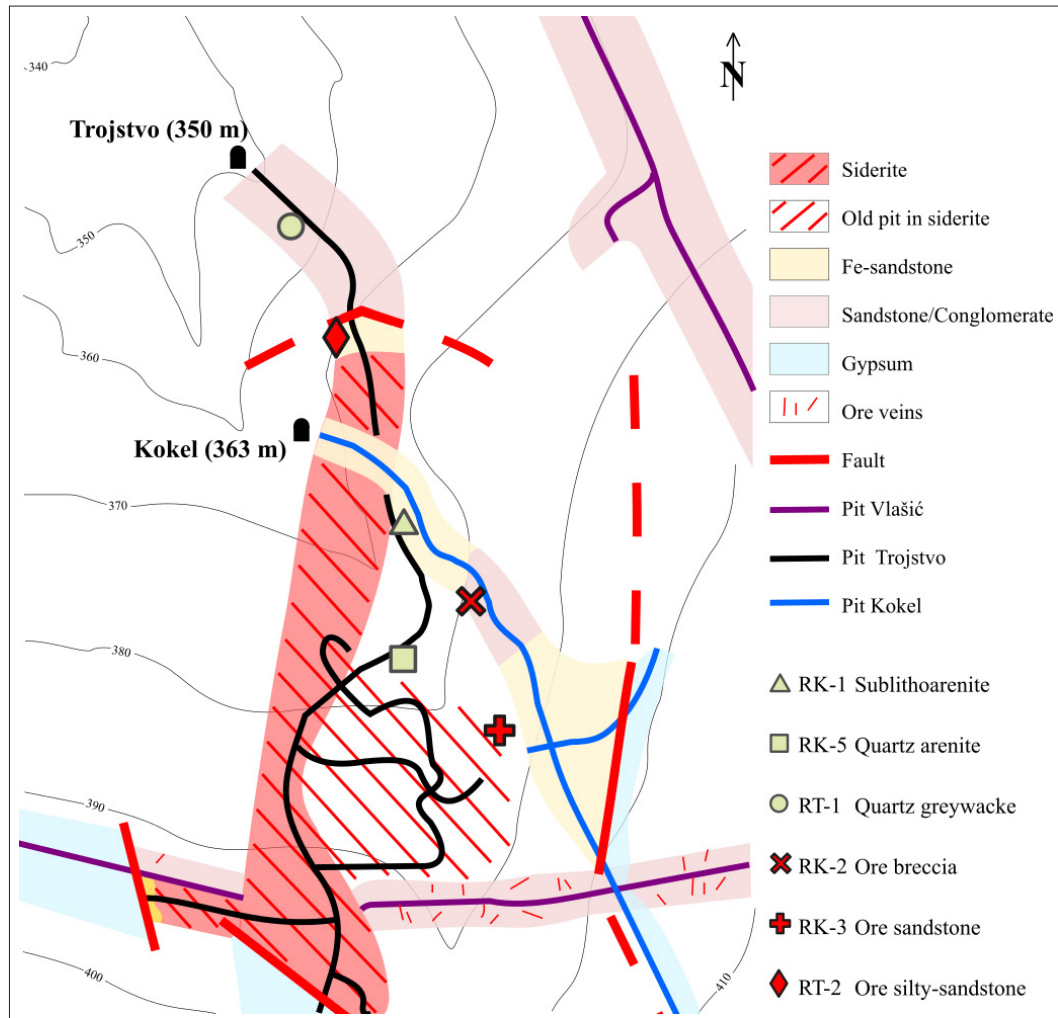 340
N
Trojstvo (350 m)
350
360
Kokel (363 m)
370
380
390
400
410
Siderite
Old pit in siderite
Fe-sandstone
Sandstone/Conglomerate
Gypsum
Ore veins
Fault
Pit Vlašić
Pit Trojstvo
Pit Kokel
RK-1 Sublithoarenite
RK-5 Quartz arenite
RT-1 Quartz greywacke
RK-2 Ore breccia
RK-3 Ore sandstone
RT-2 Ore silty-sandstone